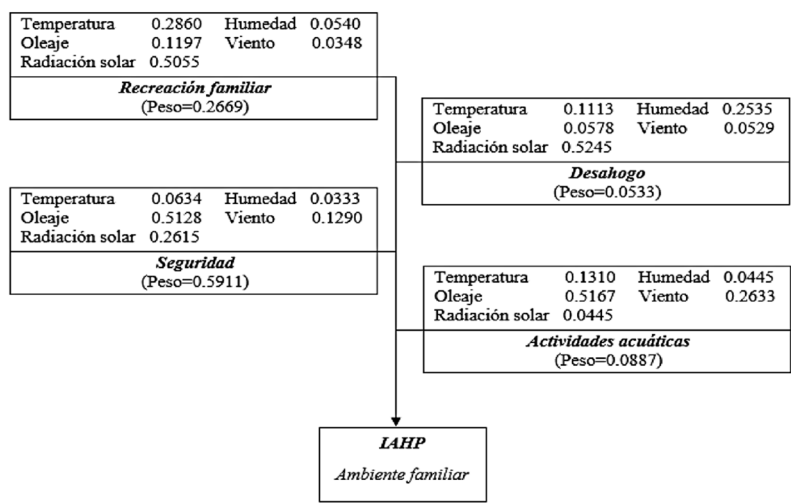 Temperatura 0.2860 Humedad 0.0540
Oleaje 0.1197 Viento 0.0348
Radiación solar 0.5055
Recreación familiar
(Peso=0.2669)
Temperatura 0.1113 Humedad 0.2535
Oleaje 0.0578 Viento 0.0529
Radiación solar 0.5245
Desahogo
(Peso=0.0533)
Temperatura 0.0634 Humedad 0.0333
Oleaje 0.5128 Viento 0.1290
Radiación solar 0.2615
Seguridad
(Peso=0.5911)
Temperatura 0.1310 Humedad 0.0445
Oleaje 0.5167 Viento 0.2633
Radiación solar 0.0445
Actividades acuáticas
(Peso=0.0887)
IAHP
Ambiente familiar